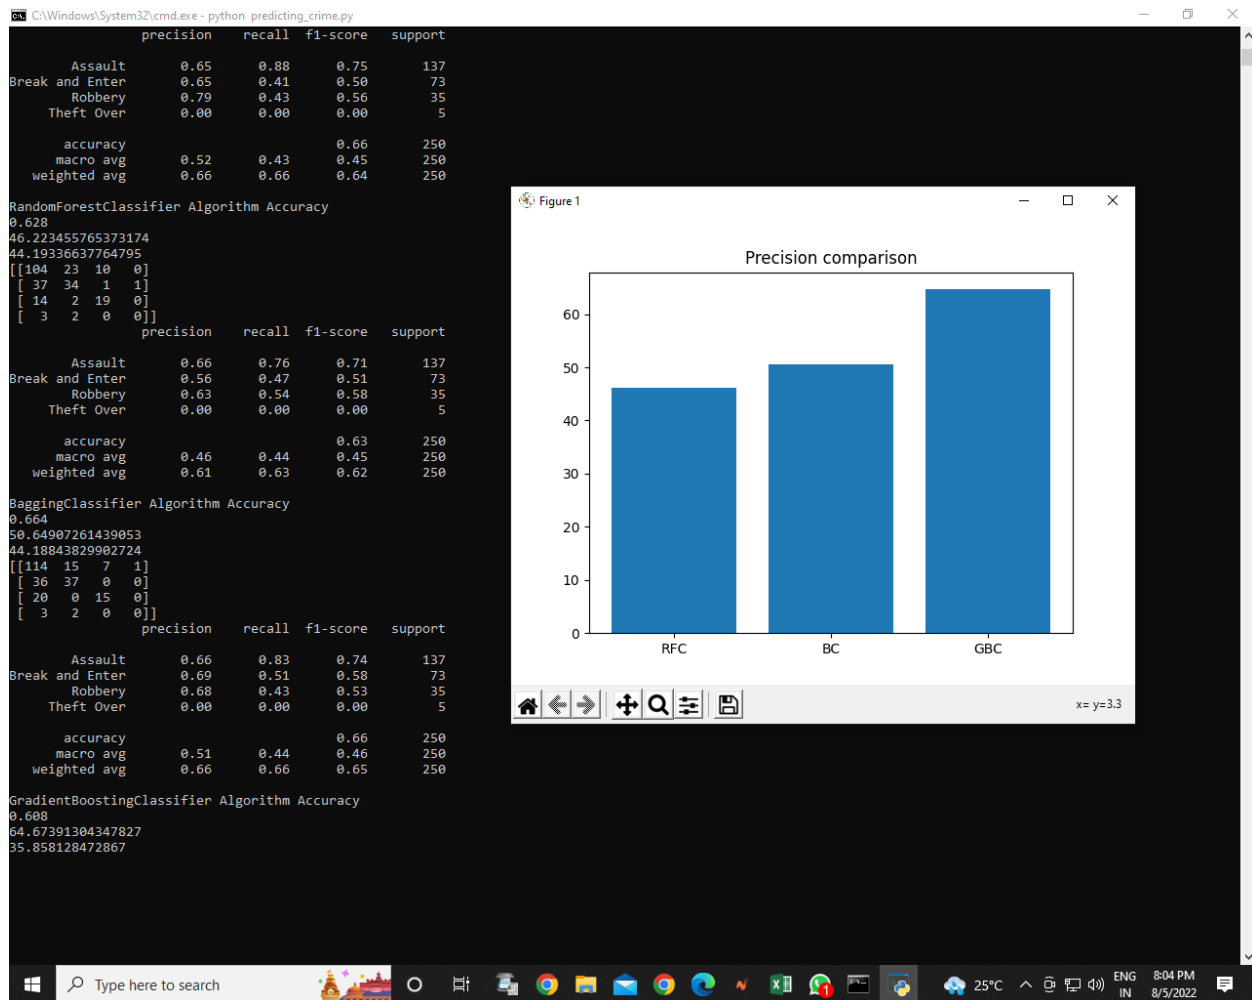 C:\Windows\System32\cmd.exe - python  predicting_crime.py
precision    recall  f1-score   support
Assault       0.65      0.88      0.75       137
Break and Enter       0.65      0.41      0.50        73
Robbery       0.79      0.43      0.56        35
Theft Over       0.00      0.00      0.00         5
accuracy                           0.66       250
macro avg       0.52      0.43      0.45       250
weighted avg       0.66      0.66      0.64       250
RandomForestClassifier Algorithm Accuracy
0.628
46.223455765373174
44.19336637764795
[[104  23  10   0]
[ 37  34   1   1]
[ 14   2  19   0]
[  3   2   0   0]]
precision    recall  f1-score   support
Assault       0.66      0.76      0.71       137
Break and Enter       0.56      0.47      0.51        73
Robbery       0.63      0.54      0.58        35
Theft Over       0.00      0.00      0.00         5
accuracy                           0.63       250
macro avg       0.46      0.44      0.45       250
weighted avg       0.61      0.63      0.62       250
BaggingClassifier Algorithm Accuracy
0.664
50.64907261439053
44.18843829902724
[[114  15   7   1]
[ 36  37   0   0]
[ 20   0  15   0]
[  3   2   0   0]]
precision    recall  f1-score   support
Assault       0.66      0.83      0.74       137
Break and Enter       0.69      0.51      0.58        73
Robbery       0.68      0.43      0.53        35
Theft Over       0.00      0.00      0.00         5
accuracy                           0.66       250
macro avg       0.51      0.44      0.46       250
weighted avg       0.66      0.66      0.65       250
GradientBoostingClassifier Algorithm Accuracy
0.608
64.67391304347827
35.858128472867
Figure 1
Precision comparison
60
50
40
30
20
10
0
RFC BC GBC
x= y=3.3
Type here to search
1
25°C
ENG
IN
8:04 PM
8/5/2022